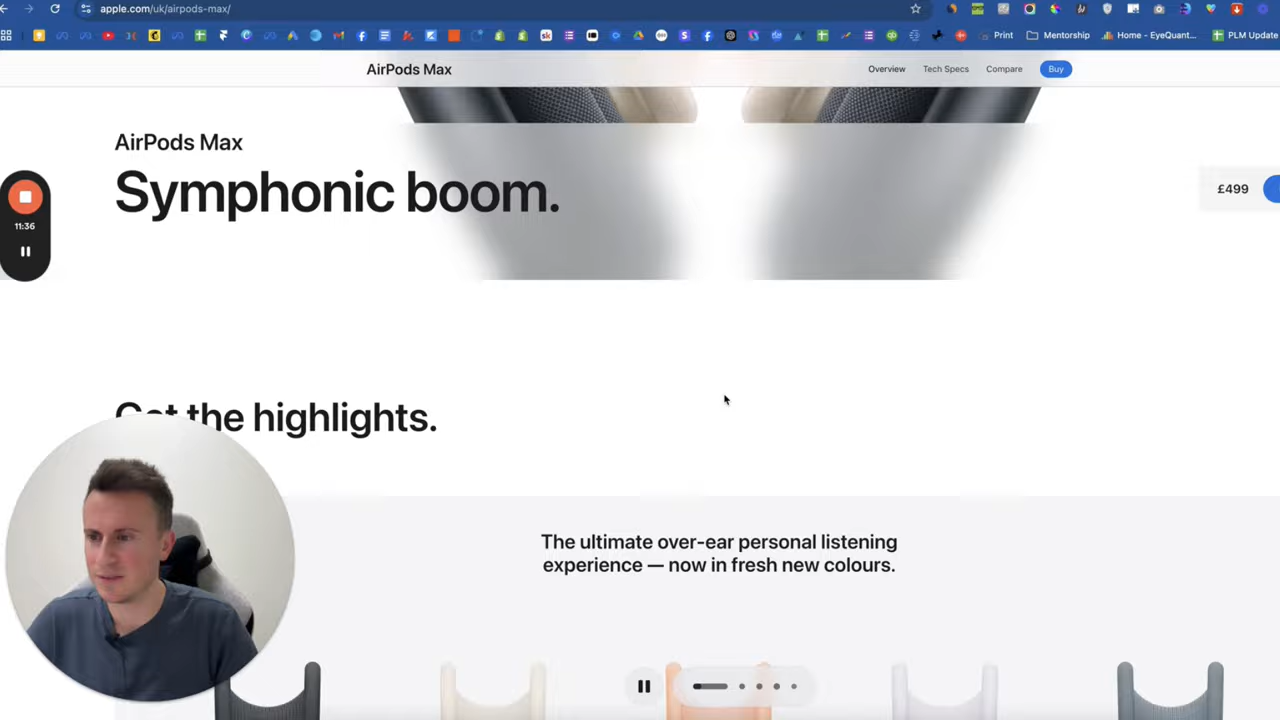 apple.com/uk/airpods-max/
Print
Mentorship
Home - EyeQuant...
PLM Update
AirPods Max
Overview
Tech Specs
Compare
Buy
AirPods Max
Symphonic boom.
£499
11:36
Get the highlights.
The ultimate over-ear personal listening
experience — now in fresh new colours.